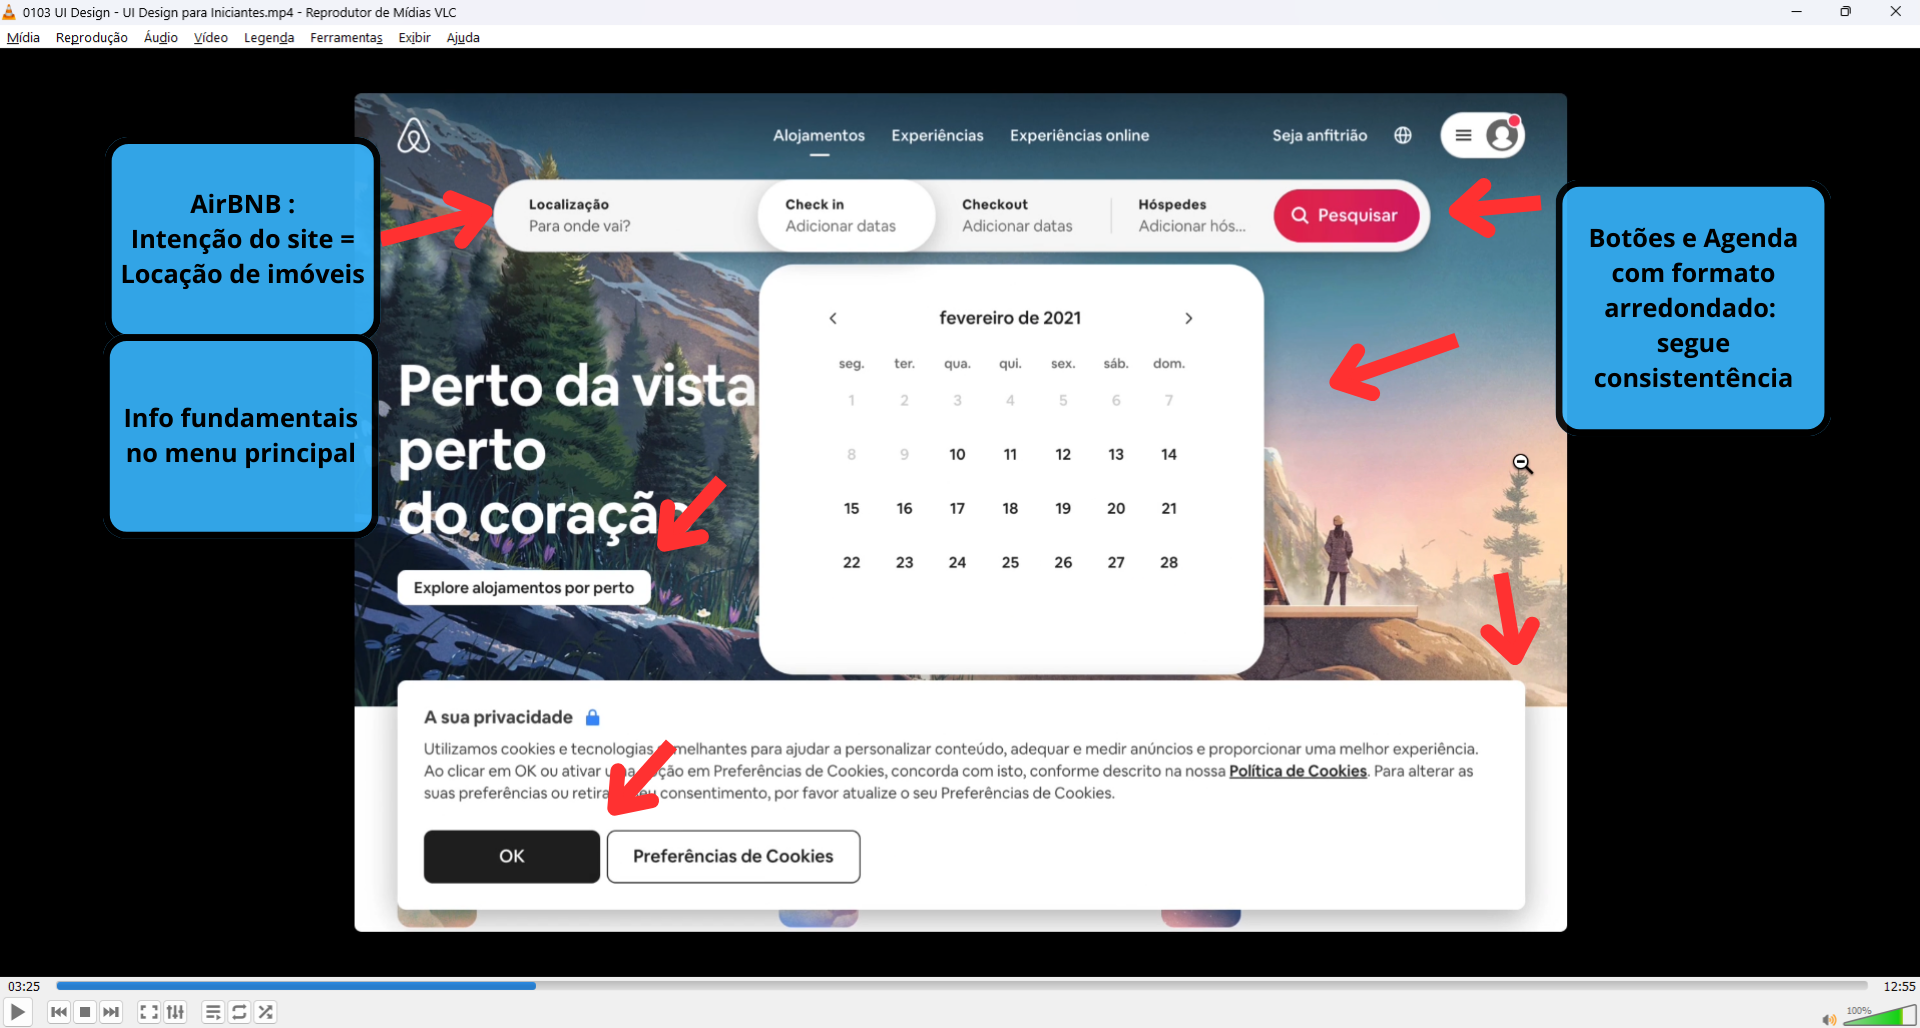 0103 UI Design - UI Design para Iniciantes.mp4 - Reprodutor de Mídias VLC
Mídia Reprodução Áudio Vídeo Legenda Ferramentas Exibir Ajuda
Alojamentos Experiências Experiências online Seja anfitrião
AirBNB :
Intenção do site =
Locação de imóveis
Info fundamentais
no menu principal
Localização
Para onde vai?
Check in
Adicionar datas
Checkout
Adicionar datas
Hóspedes
Adicionar hós...
Pesquisar
Botões e Agenda
com formato
arredondado:
segue
consistentência
fevereiro de 2021
seg. ter. qua. qui. sex. sáb. dom.
1 2 3 4 5 6 7
8 9 10 11 12 13 14
15 16 17 18 19 20 21
22 23 24 25 26 27 28
Perto da vista
perto
do coraçã
Explore alojamentos por perto
A sua privacidade
Utilizamos cookies e tecnologias melhantes para ajudar a personalizar conteúdo, adequar e medir anúncios e proporcionar uma melhor experiência.
Ao clicar em OK ou ativar u a ção em Preferências de Cookies, concorda com isto, conforme descrito na nossa Política de Cookies. Para alterar as
suas preferências ou retira eu consentimento, por favor atualize o seu Preferências de Cookies.
OK
Preferências de Cookies
03:25
12:55
100%